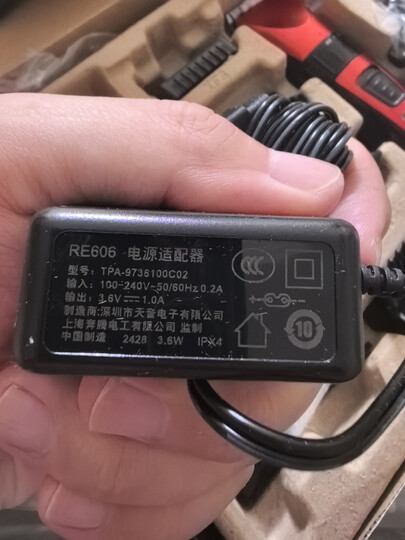 RE606 电源适配器
型号: TPA-9736100C02
输入: 100-240V~50/60Hz 0.2A
输出: 3.6V⎓1.0A
制造商:深圳市天音电子有限公司
上海奔腾电工有限公司 监制
中国制造 2428 3.6W IPX4
10